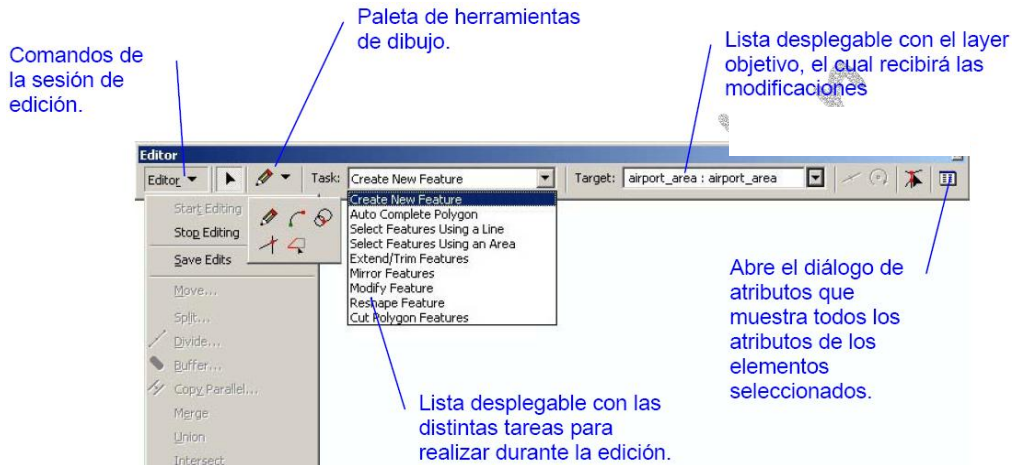 Paleta de herramientas
de dibujo.
Comandos de
la sesión de
edición.
Lista desplegable con el layer
objetivo, el cual recibirá las
modificaciones
Editor
Editor Task: Create New Feature Target: airport_area : airport_area
Start Editing
Stop Editing
Save Edits
Move...
Split...
Divide...
Buffer...
Copy Parallel...
Merge
Union
Intersect
Create New Feature
Auto Complete Polygon
Select Features Using a Line
Select Features Using an Area
Extend/Trim Features
Mirror Features
Modify Feature
Reshape Feature
Cut Polygon Features
Abre el diálogo de
atributos que
muestra todos los
atributos de los
elementos
seleccionados.
Lista desplegable con las
distintas tareas para
realizar durante la edición.